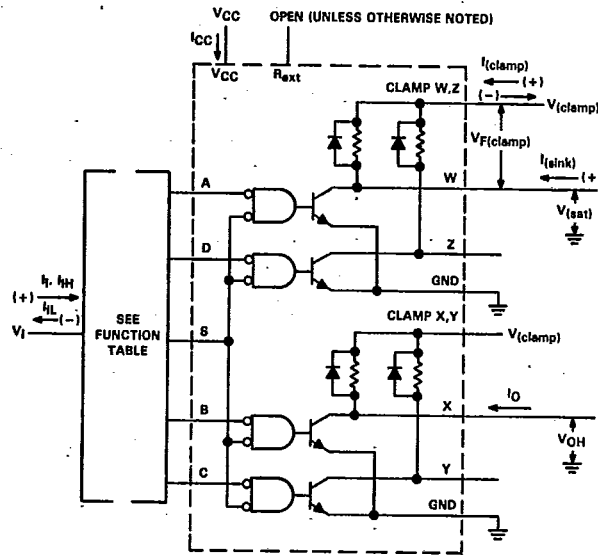 VCC
OPEN (UNLESS OTHERWISE NOTED)
ICC
VCC
Rext
CLAMP W,Z
I(clamp)
(+)
(−)
V(clamp)
VF(clamp)
I(sink)
(+
W
V(sat)
A
Z
D
GND
II, IIH
(+)
IIL
(−)
VI
SEE
FUNCTION
TABLE
S
CLAMP X,Y
V(clamp)
B
X
IO
VOH
C
Y
GND